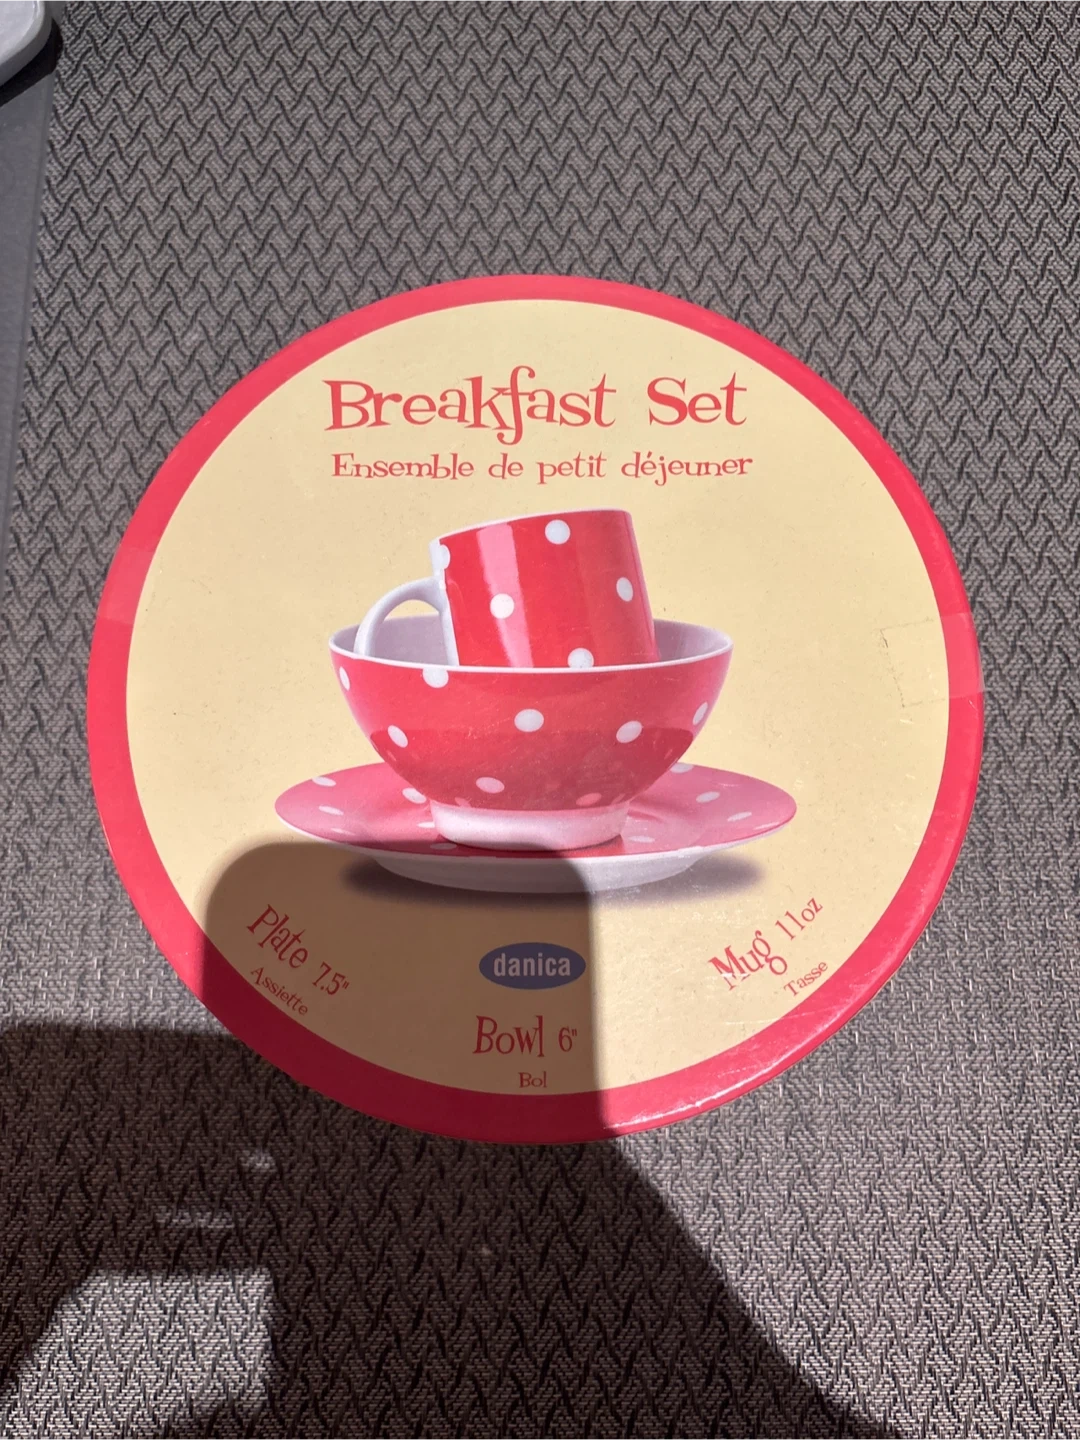 Breakfast Set
Ensemble de petit déjeuner
Plate 7.5"
Assiette
danica
Bowl 6"
Bol
Mug 11oz
Tasse